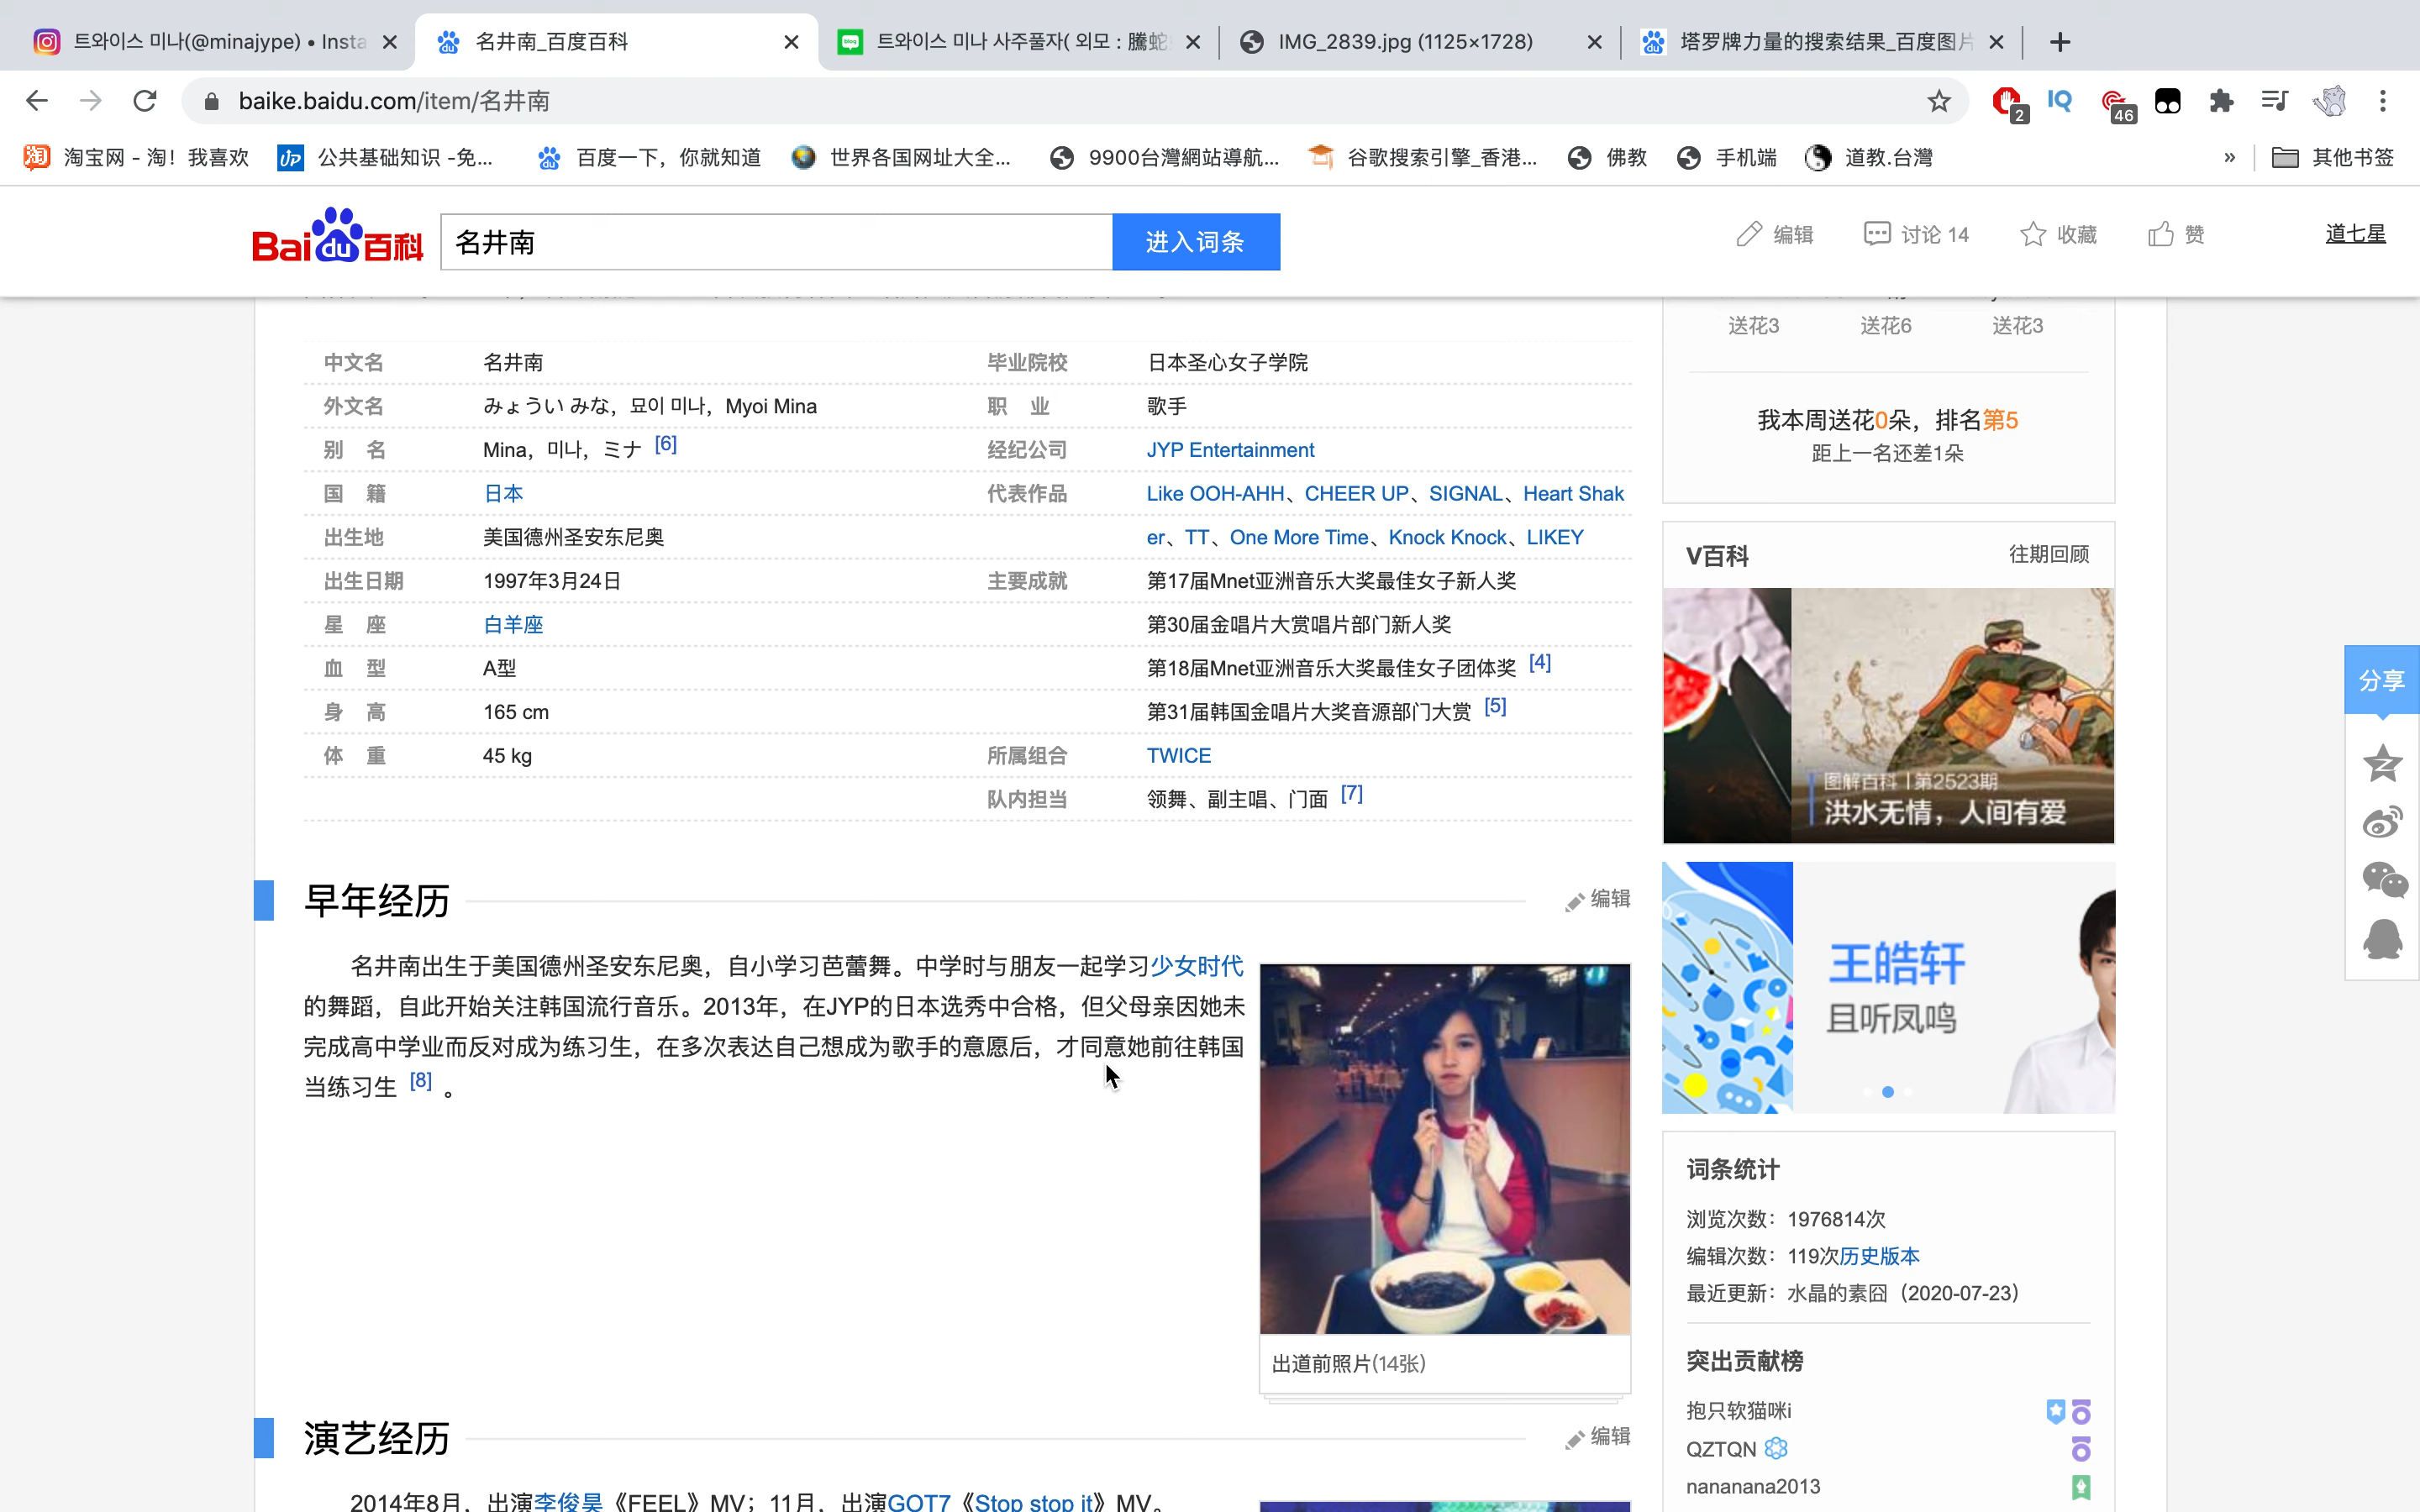 트와이스 미나(@minajype) • Insta
名井南_百度百科
트와이스 미나 사주풀자( 외모 : 騰蛇
IMG_2839.jpg (1125×1728)
塔罗牌力量的搜索结果_百度图片
baike.baidu.com/item/名井南
2
IQ
46
淘宝网 - 淘！我喜欢
公共基础知识 -免...
百度一下，你就知道
世界各国网址大全...
9900台灣網站導航...
谷歌搜索引擎_香港...
佛教
手机端
道教.台灣
»
其他书签
Bai du 百科
名井南
进入词条
编辑
讨论 14
收藏
赞
道七星
送花3
送花6
送花3
我本周送花0朵，排名第5
距上一名还差1朵
中文名 名井南
外文名 みょうい みな，묘이 미나，Myoi Mina
别 名 Mina，미나，ミナ [6]
国 籍 日本
出生地 美国德州圣安东尼奥
出生日期 1997年3月24日
星 座 白羊座
血 型 A型
身 高 165 cm
体 重 45 kg
毕业院校 日本圣心女子学院
职 业 歌手
经纪公司 JYP Entertainment
代表作品 Like OOH-AHH、CHEER UP、SIGNAL、Heart Shak
er、TT、One More Time、Knock Knock、LIKEY
主要成就 第17届Mnet亚洲音乐大奖最佳女子新人奖
第30届金唱片大赏唱片部门新人奖
第18届Mnet亚洲音乐大奖最佳女子团体奖 [4]
第31届韩国金唱片大奖音源部门大赏 [5]
所属组合 TWICE
队内担当 领舞、副主唱、门面 [7]
V百科
往期回顾
图解百科 | 第2523期
洪水无情，人间有爱
分享
早年经历
编辑
名井南出生于美国德州圣安东尼奥，自小学习芭蕾舞。中学时与朋友一起学习少女时代
的舞蹈，自此开始关注韩国流行音乐。2013年，在JYP的日本选秀中合格，但父母亲因她未
完成高中学业而反对成为练习生，在多次表达自己想成为歌手的意愿后，才同意她前往韩国
当练习生 [8] 。
出道前照片(14张)
王皓轩
且听凤鸣
词条统计
浏览次数：1976814次
编辑次数：119次历史版本
最近更新：水晶的素囧（2020-07-23）
突出贡献榜
抱只软猫咪i
QZTQN
nananana2013
演艺经历
编辑
2014年8月，出演李俊昊《FEEL》MV；11月，出演GOT7《Stop stop it》MV。